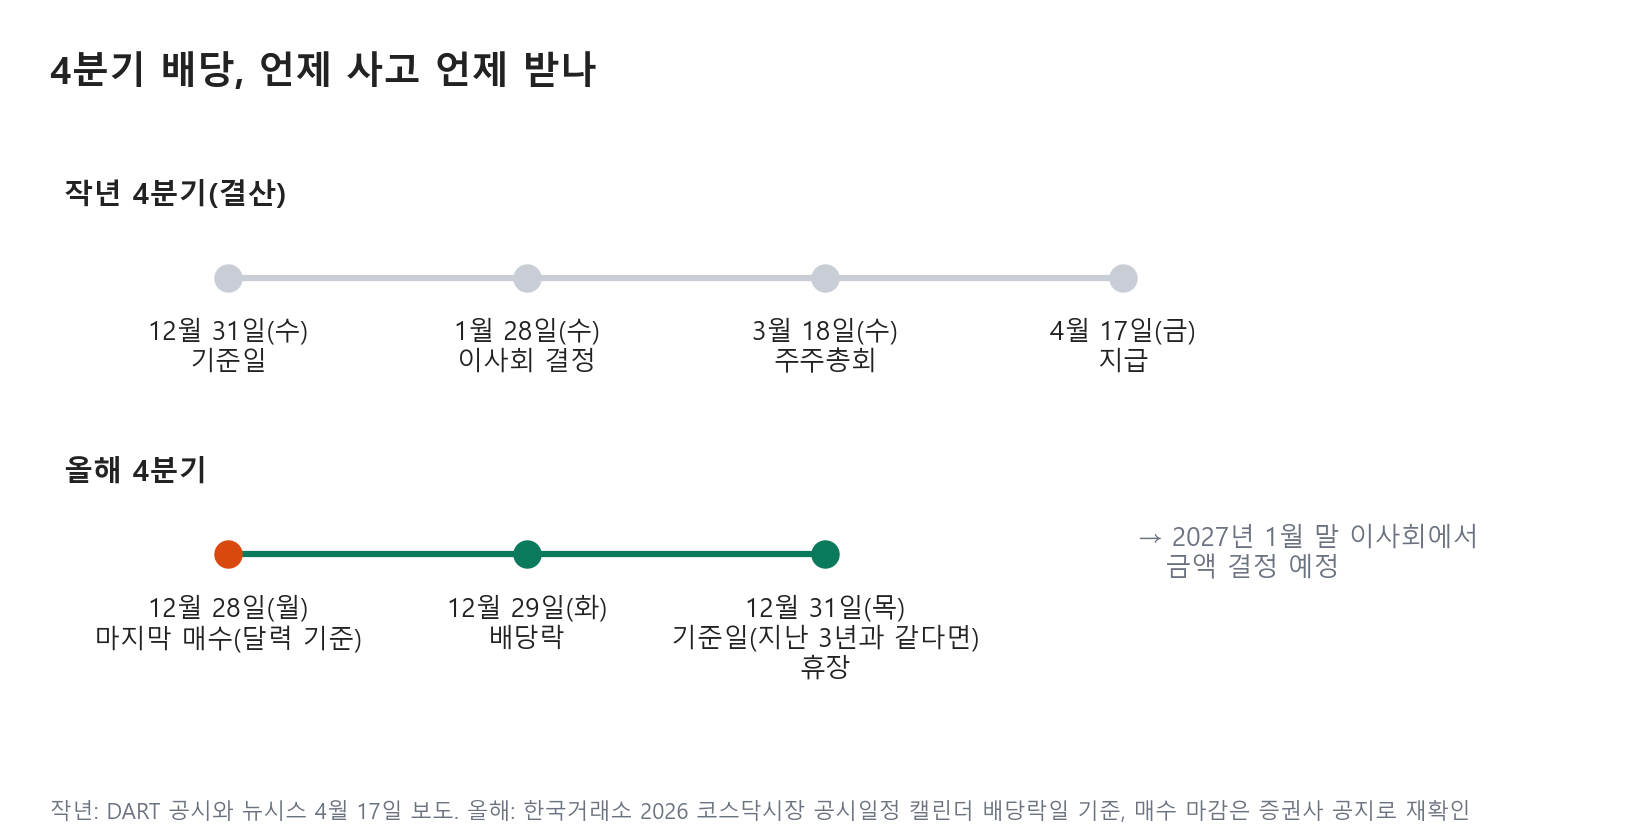 4분기 배당, 언제 사고 언제 받나
작년 4분기(결산)
12월 31일(수)
기준일
1월 28일(수)
이사회 결정
3월 18일(수)
주주총회
4월 17일(금)
지급
올해 4분기
→ 2027년 1월 말 이사회에서
금액 결정 예정
12월 28일(월)
마지막 매수(달력 기준)
12월 29일(화)
배당락
12월 31일(목)
기준일(지난 3년과 같다면)
휴장
작년: DART 공시와 뉴시스 4월 17일 보도. 올해: 한국거래소 2026 코스닥시장 공시일정 캘린더 배당락일 기준, 매수 마감은 증권사 공지로 재확인